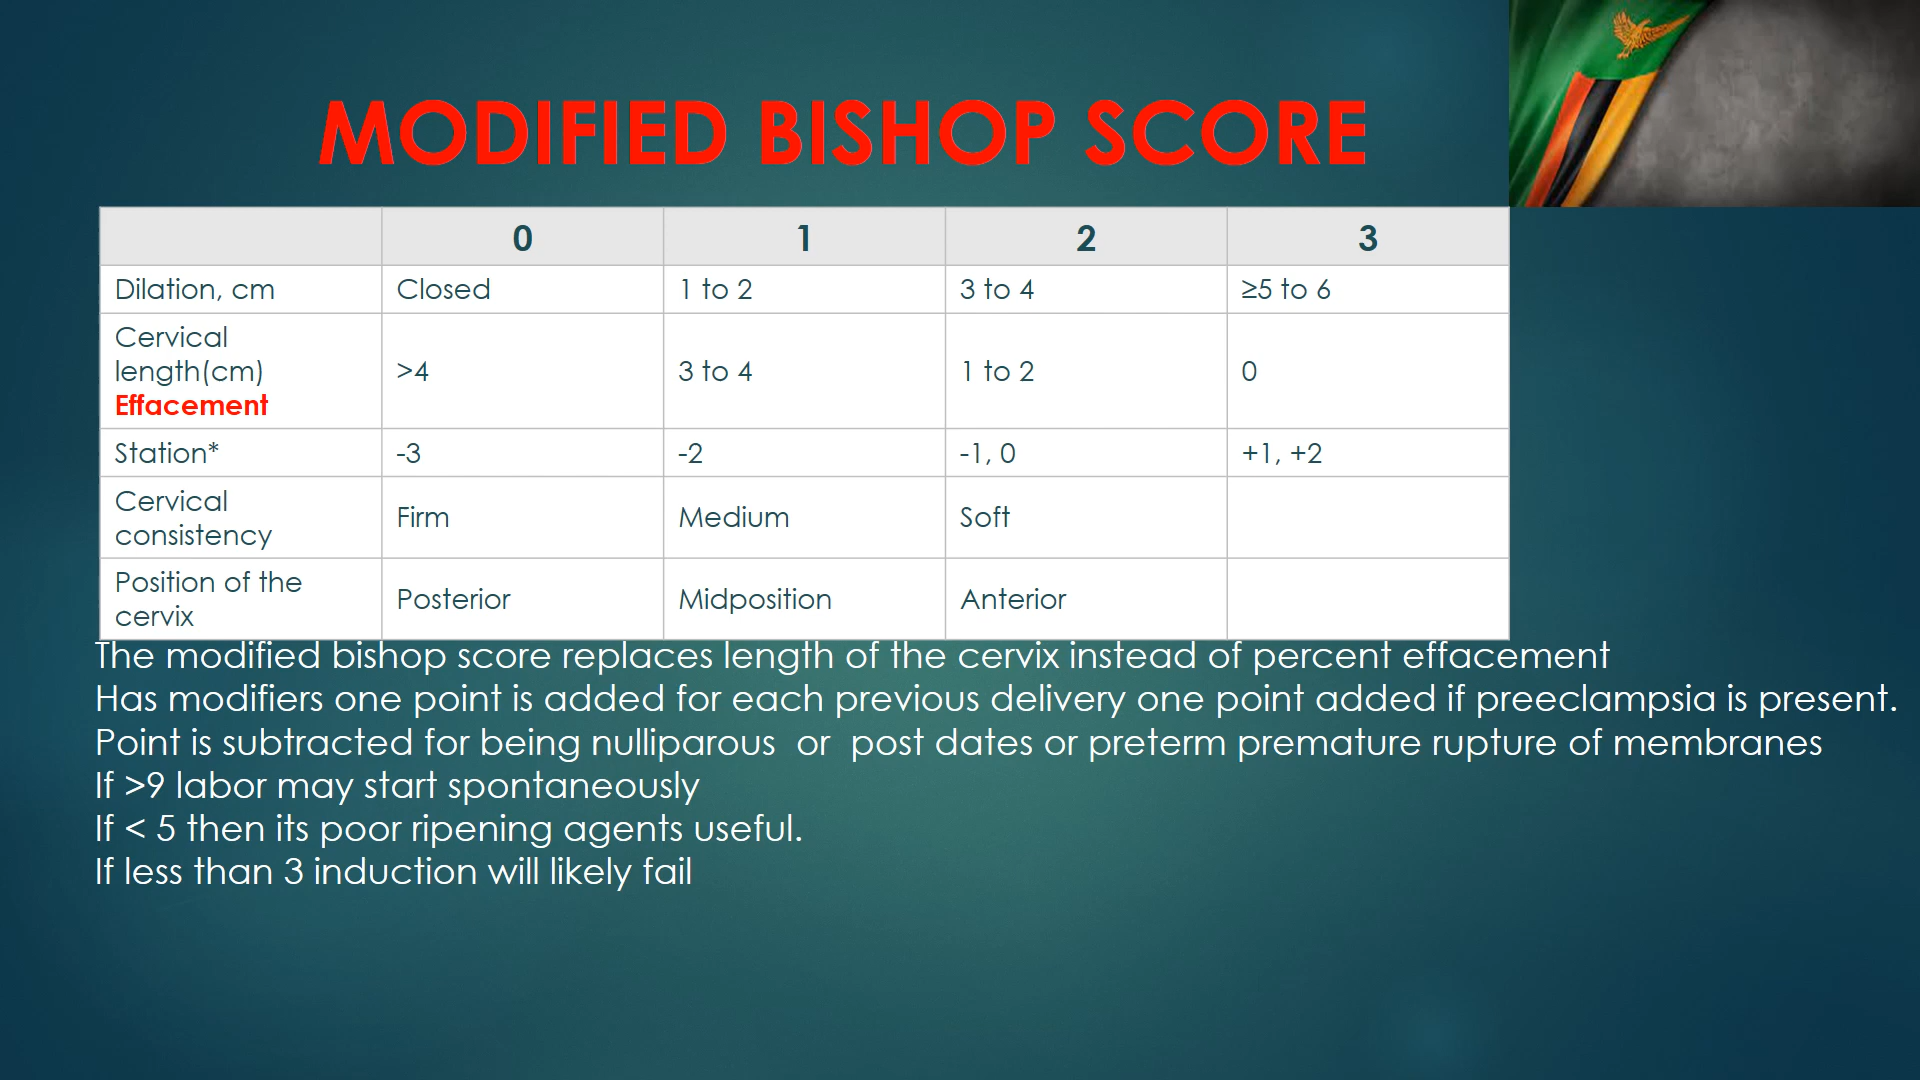 MODIFIED BISHOP SCORE
0 1 2 3
Dilation, cm Closed 1 to 2 3 to 4 ≥5 to 6
Cervical
length(cm) >4 3 to 4 1 to 2 0
Effacement
Station* -3 -2 -1, 0 +1, +2
Cervical
consistency Firm Medium Soft
Position of the
cervix Posterior Midposition Anterior
The modified bishop score replaces length of the cervix instead of percent effacement
Has modifiers one point is added for each previous delivery one point added if preeclampsia is present.
Point is subtracted for being nulliparous or post dates or preterm premature rupture of membranes
If >9 labor may start spontaneously
If < 5 then its poor ripening agents useful.
If less than 3 induction will likely fail